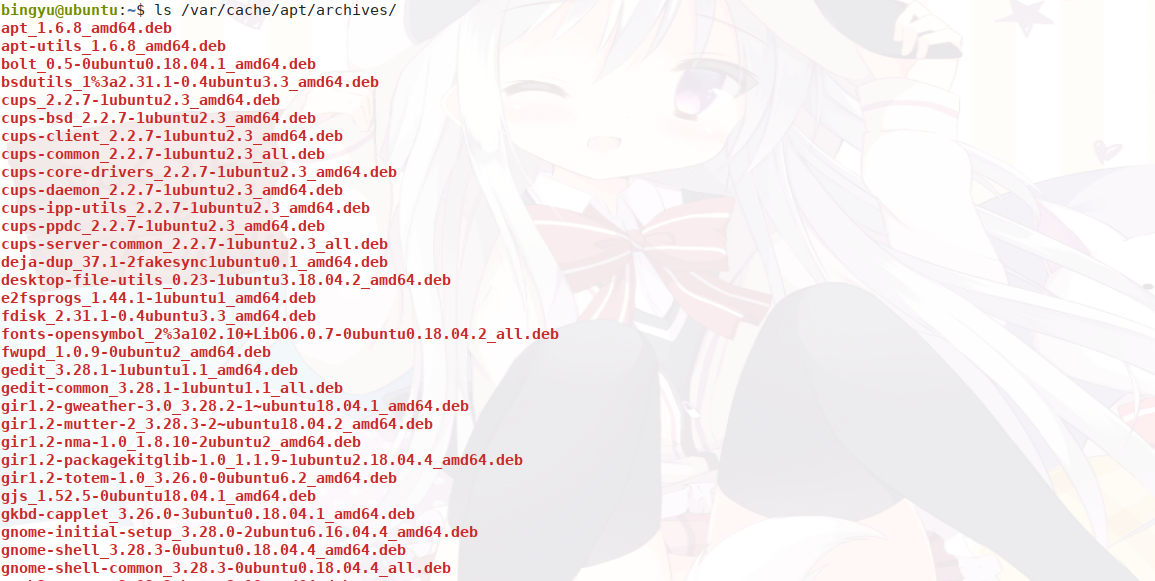 bingyu@ubuntu:~$ ls /var/cache/apt/archives/
apt_1.6.8_amd64.deb
apt-utils_1.6.8_amd64.deb
bolt_0.5-0ubuntu0.18.04.1_amd64.deb
bsdutils_1%3a2.31.1-0.4ubuntu3.3_amd64.deb
cups_2.2.7-1ubuntu2.3_amd64.deb
cups-bsd_2.2.7-1ubuntu2.3_amd64.deb
cups-client_2.2.7-1ubuntu2.3_amd64.deb
cups-common_2.2.7-1ubuntu2.3_all.deb
cups-core-drivers_2.2.7-1ubuntu2.3_amd64.deb
cups-daemon_2.2.7-1ubuntu2.3_amd64.deb
cups-ipp-utils_2.2.7-1ubuntu2.3_amd64.deb
cups-ppdc_2.2.7-1ubuntu2.3_amd64.deb
cups-server-common_2.2.7-1ubuntu2.3_all.deb
deja-dup_37.1-2fakesync1ubuntu0.1_amd64.deb
desktop-file-utils_0.23-1ubuntu3.18.04.2_amd64.deb
e2fsprogs_1.44.1-1ubuntu1_amd64.deb
fdisk_2.31.1-0.4ubuntu3.3_amd64.deb
fonts-opensymbol_2%3a102.10+LibO6.0.7-0ubuntu0.18.04.2_all.deb
fwupd_1.0.9-0ubuntu2_amd64.deb
gedit_3.28.1-1ubuntu1.1_amd64.deb
gedit-common_3.28.1-1ubuntu1.1_all.deb
gir1.2-gweather-3.0_3.28.2-1~ubuntu18.04.1_amd64.deb
gir1.2-mutter-2_3.28.3-2~ubuntu18.04.2_amd64.deb
gir1.2-nma-1.0_1.8.10-2ubuntu2_amd64.deb
gir1.2-packagekitglib-1.0_1.1.9-1ubuntu2.18.04.4_amd64.deb
gir1.2-totem-1.0_3.26.0-0ubuntu6.2_amd64.deb
gjs_1.52.5-0ubuntu18.04.1_amd64.deb
gkbd-capplet_3.26.0-3ubuntu0.18.04.1_amd64.deb
gnome-initial-setup_3.28.0-2ubuntu6.16.04.4_amd64.deb
gnome-shell_3.28.3-0ubuntu0.18.04.4_amd64.deb
gnome-shell-common_3.28.3-0ubuntu0.18.04.4_all.deb